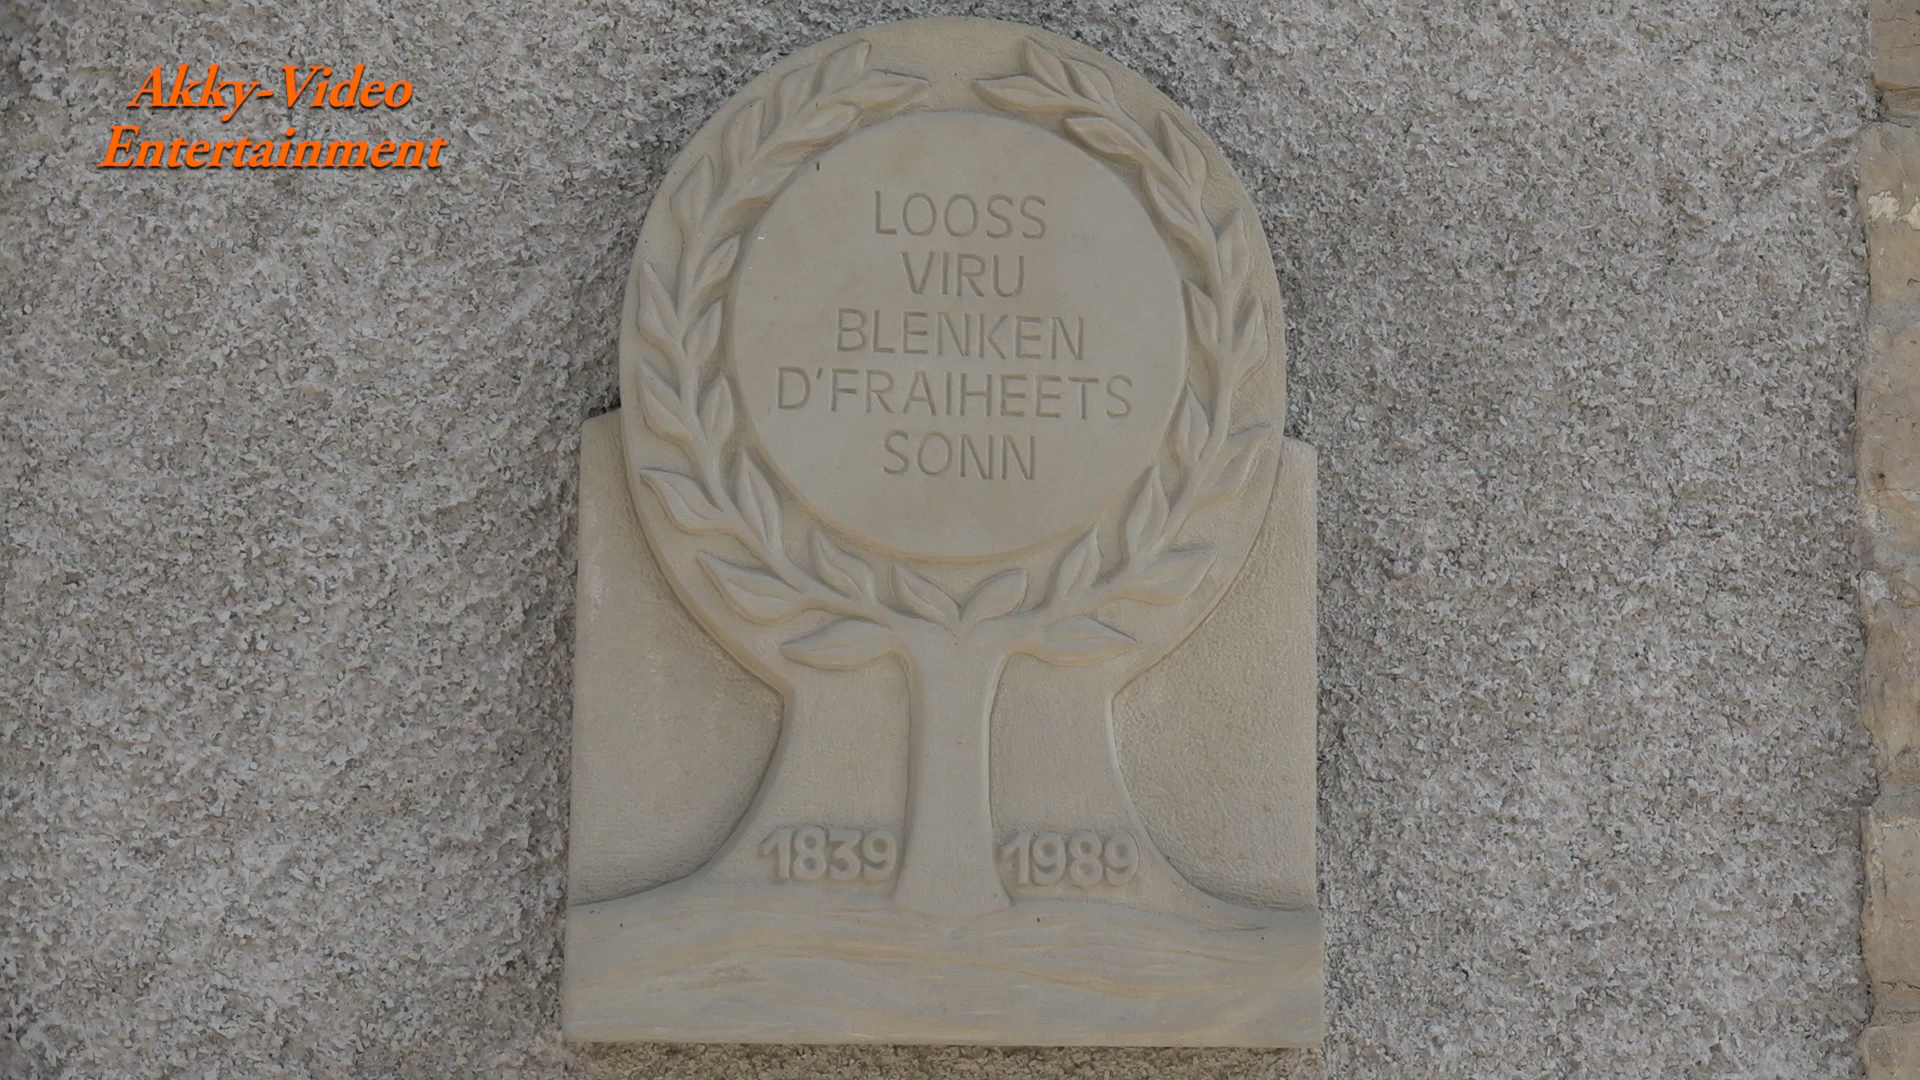 Akky-Video
Entertainment
LOOSS
VIRU
BLENKEN
D'FRAIHEETS
SONN
1839 1989